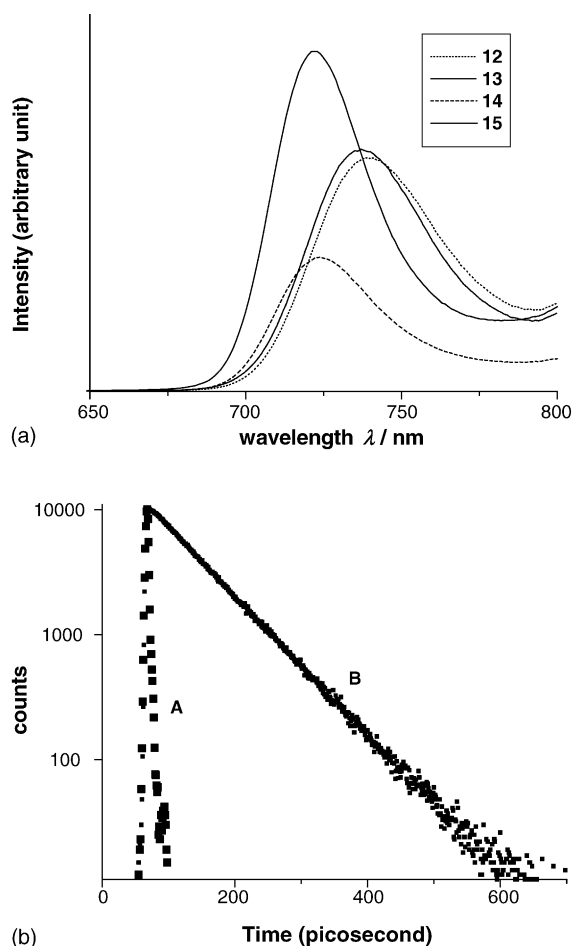 12
13
14
15
Intensity (arbitrary unit)
650 700 750 800
wavelength λ / nm
(a)
10000
1000
100
counts
A
B
0 200 400 600
Time (picosecond)
(b)